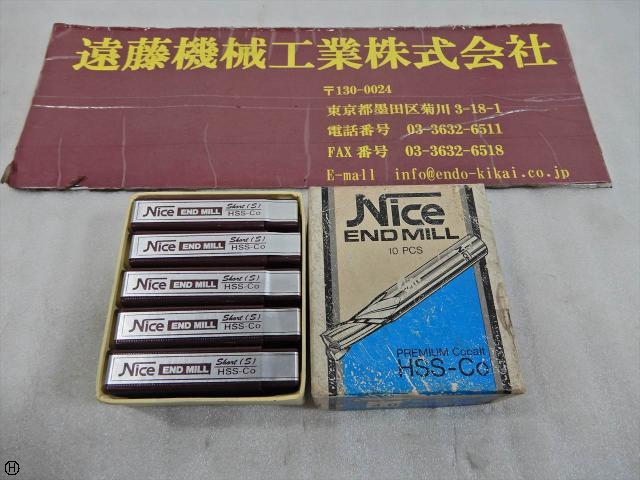 遠藤機械工業株式会社
〒130-0024
東京都墨田区菊川3-18-1
電話番号 03-3632-6511
FAX番号 03-3632-6518
E-mall info@endo-kikai.co.jp
Nice END MILL Short (S) HSS-Co
Nice END MILL Short (S) HSS-Co
Nice END MILL Short (S) HSS-Co
Nice END MILL Short (S) HSS-Co
Nice END MILL Short (S) HSS-Co
Nice
END MILL
10 PCS
PREMIUM Cobalt
HSS-Co
H